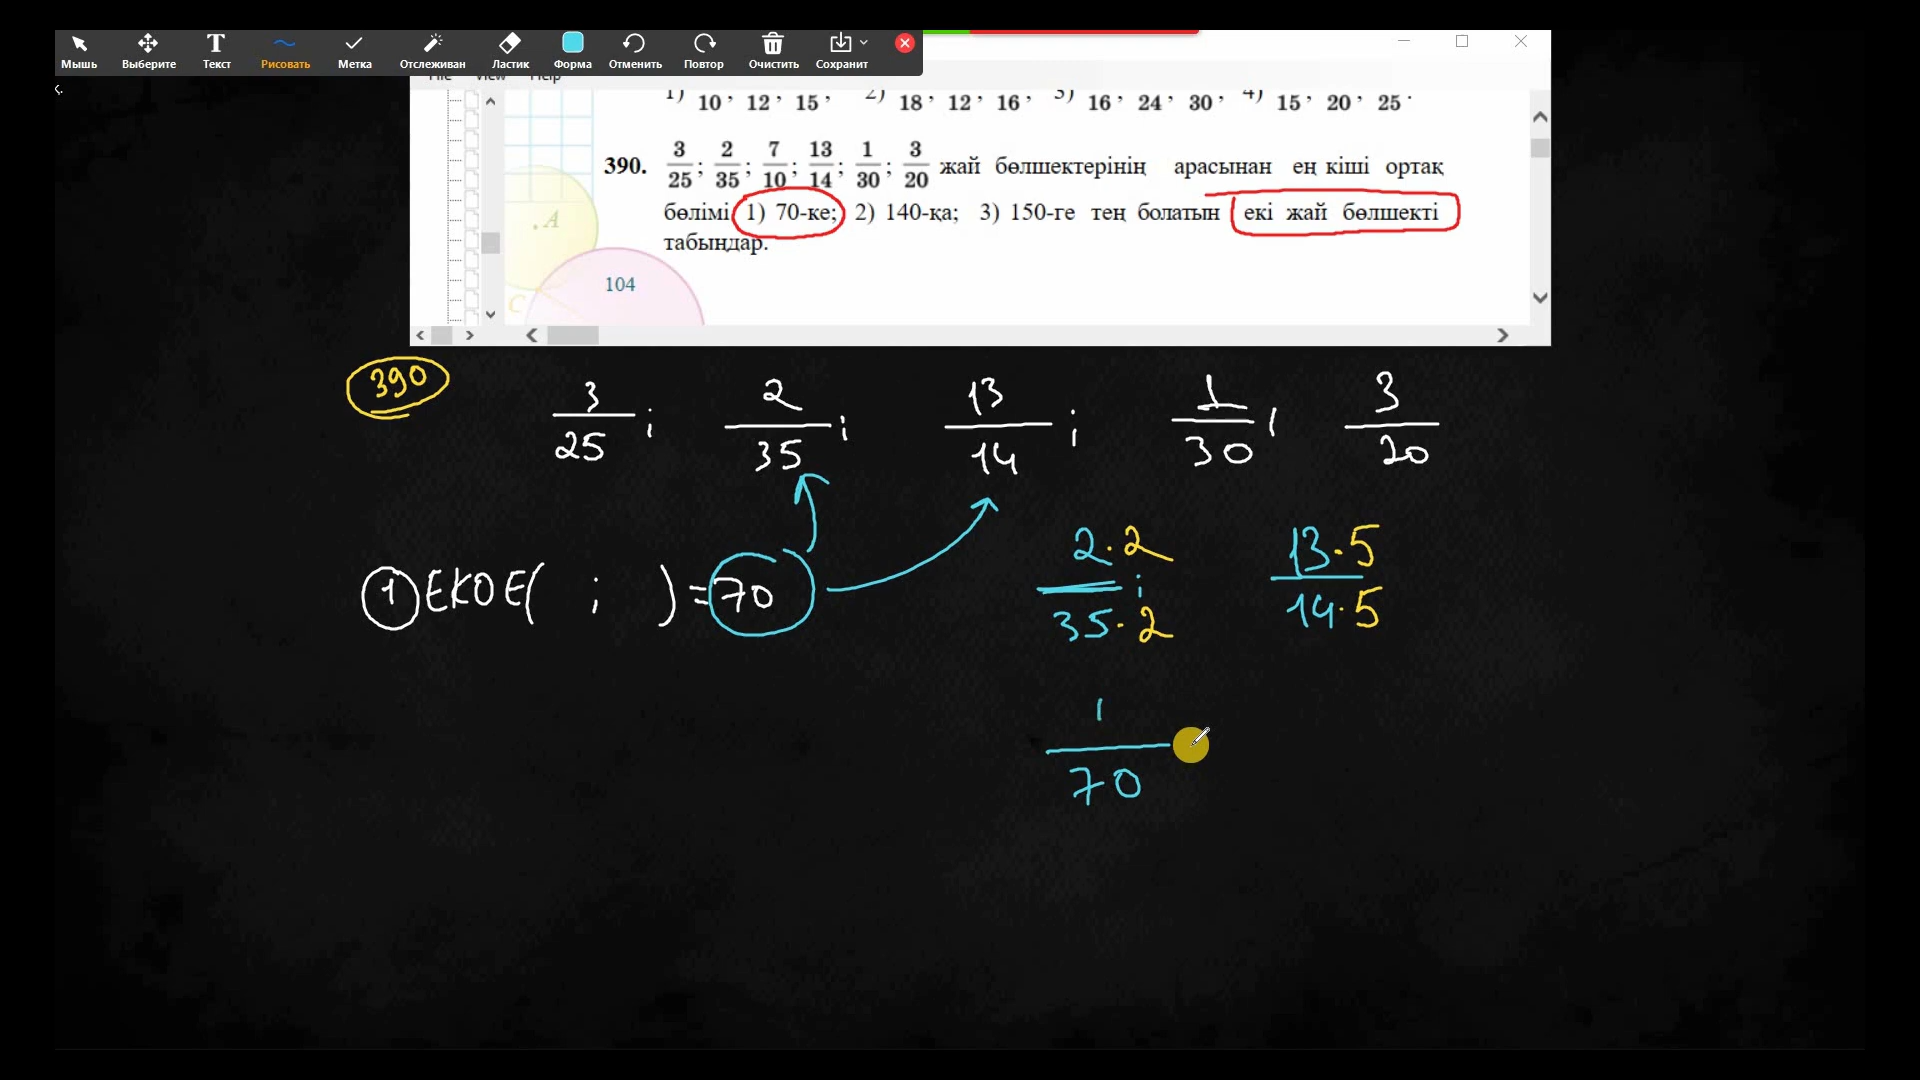 Мышь Выберите Текст Рисовать Метка Отслеживан Ластик Форма Отменить Повтор Очистить Сохранит
File View Help
1) 10, 12, 15; 2) 18, 12, 16; 3) 16, 24, 30; 4) 15, 20, 25.
390. 3/25; 2/35; 7/10; 13/14; 1/30; 3/20 жай бөлшектерінің арасынан ең кіші ортақ
бөлімі 1) 70-ке; 2) 140-қа; 3) 150-ге тең болатын екі жай бөлшекті
табыңдар.
A
104
C
390
3/25 ; 2/35 ; 13/14 ; 1/30 ; 3/20
2·2/35·2 ; 13·5/14·5
1 ЕКОЕ( ; ) = 70
1/70